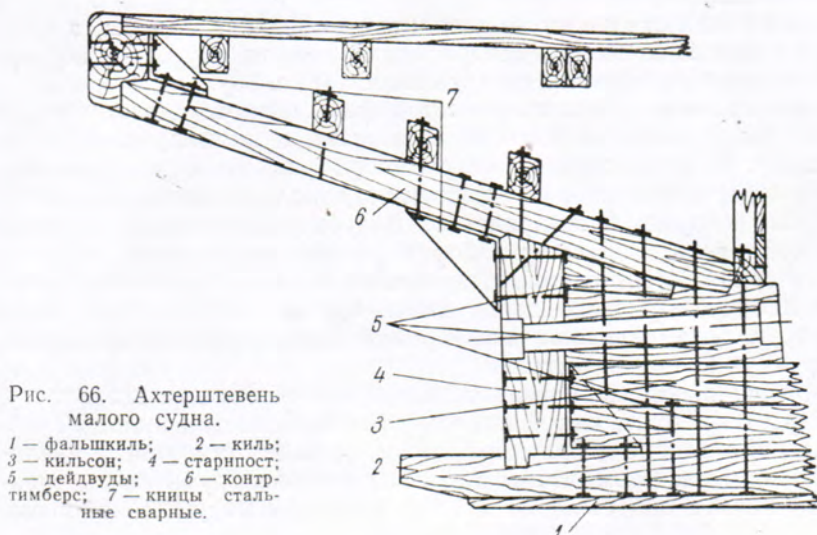 7
6
5
4
3
2
1
Рис. 66. Ахтерштевень
малого судна.
1 — фальшкиль; 2 — киль;
3 — кильсон; 4 — старнпост;
5 — дейдвуды; 6 — контр-
тимберс; 7 — кницы сталь-
ные сварные.